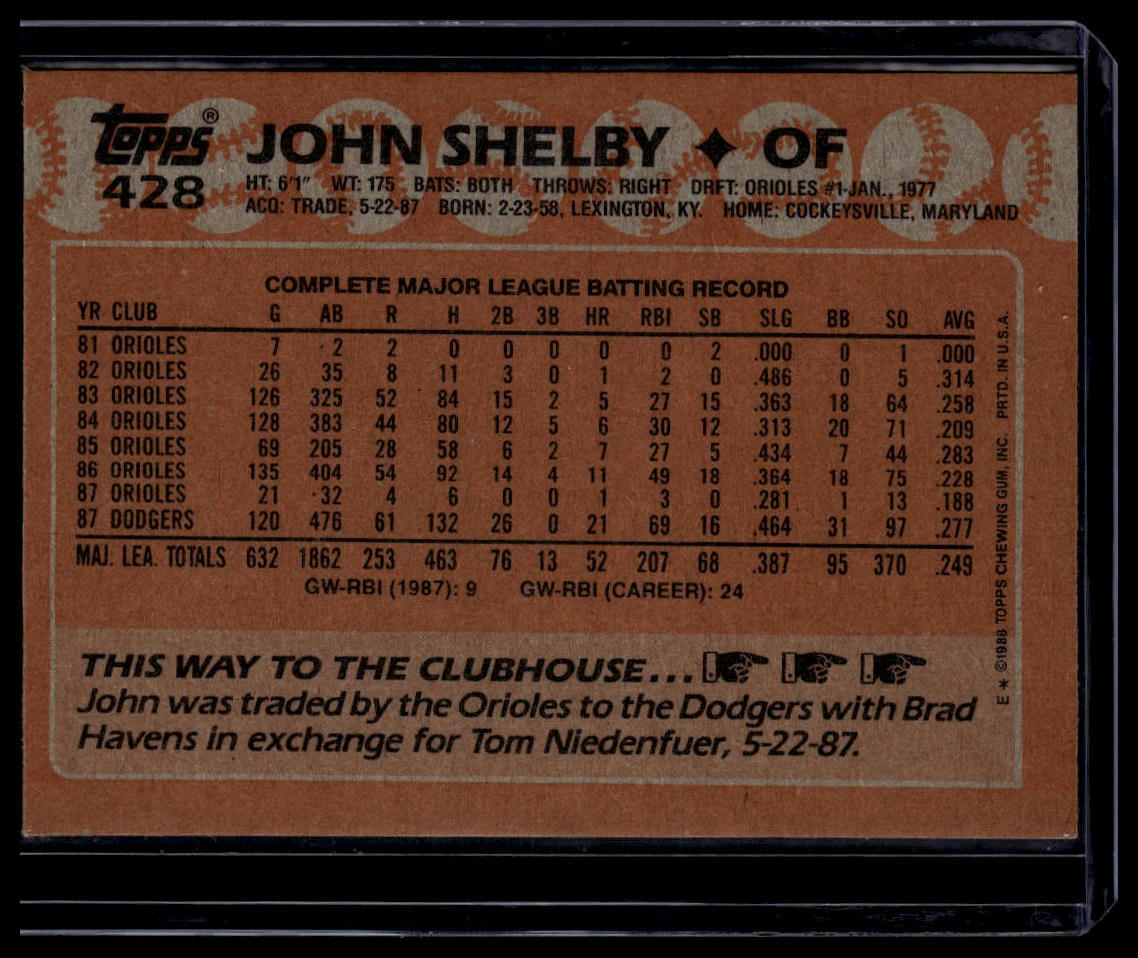 topps® JOHN SHELBY ✦ OF
428 HT: 6'1" WT: 175 BATS: BOTH THROWS: RIGHT DRFT: ORIOLES #1-JAN., 1977
ACQ: TRADE, 5-22-87 BORN: 2-23-58, LEXINGTON, KY. HOME: COCKEYSVILLE, MARYLAND
COMPLETE MAJOR LEAGUE BATTING RECORD
YR CLUB G AB R H 2B 3B HR RBI SB SLG BB SO AVG
81 ORIOLES 7 2 2 0 0 0 0 0 2 .000 0 1 .000
82 ORIOLES 26 35 8 11 3 0 1 2 0 .486 0 5 .314
83 ORIOLES 126 325 52 84 15 2 5 27 15 .363 18 64 .258
84 ORIOLES 128 383 44 80 12 5 6 30 12 .313 20 71 .209
85 ORIOLES 69 205 28 58 6 2 7 27 5 .434 7 44 .283
86 ORIOLES 135 404 54 92 14 4 11 49 18 .364 18 75 .228
87 ORIOLES 21 32 4 6 0 0 1 3 0 .281 1 13 .188
87 DODGERS 120 476 61 132 26 0 21 69 16 .464 31 97 .277
MAJ. LEA. TOTALS 632 1862 253 463 76 13 52 207 68 .387 95 370 .249
GW-RBI (1987): 9 GW-RBI (CAREER): 24
THIS WAY TO THE CLUBHOUSE...
John was traded by the Orioles to the Dodgers with Brad
Havens in exchange for Tom Niedenfuer, 5-22-87.
E * ©1988 TOPPS CHEWING GUM, INC. PRTD. IN U.S.A.